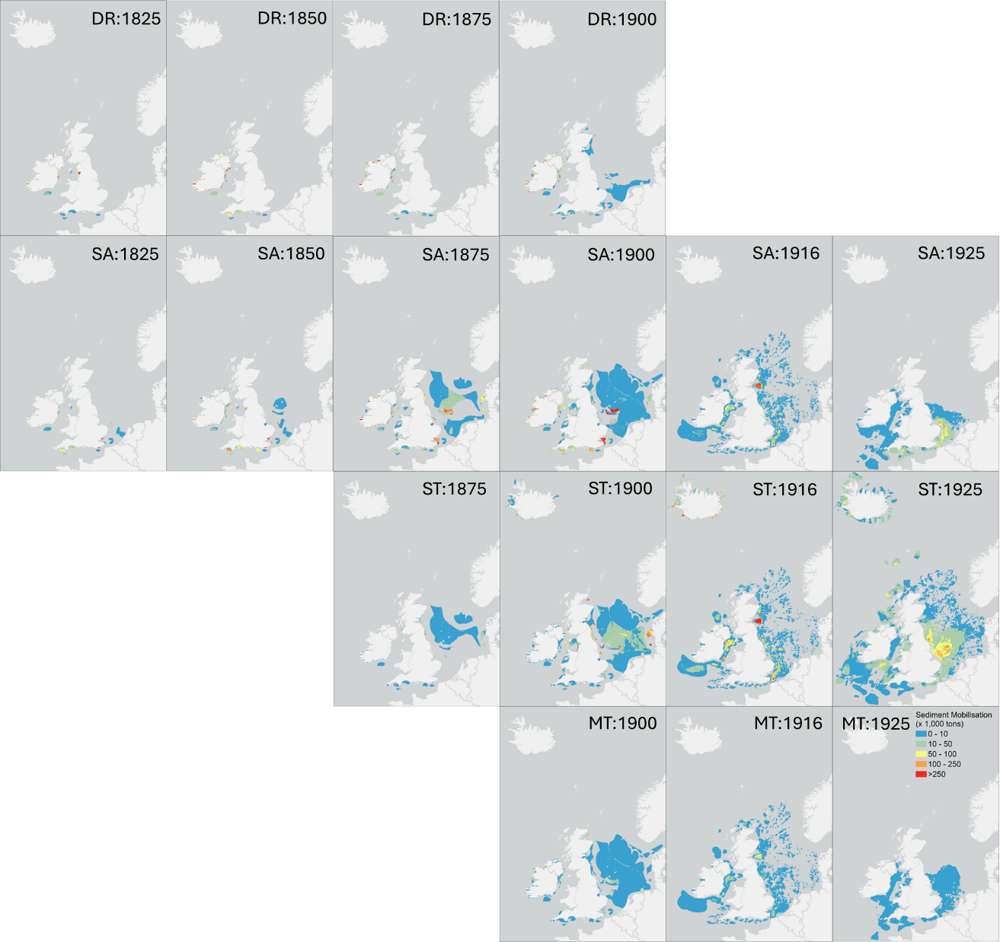 DR:1825
DR:1850
DR:1875
DR:1900
SA:1825
SA:1850
SA:1875
SA:1900
SA:1916
SA:1925
ST:1875
ST:1900
ST:1916
ST:1925
MT:1900
MT:1916
MT:1925
Sediment Mobilisation
(x 1,000 tons)
0 - 10
10 - 50
50 - 100
100 - 250
>250